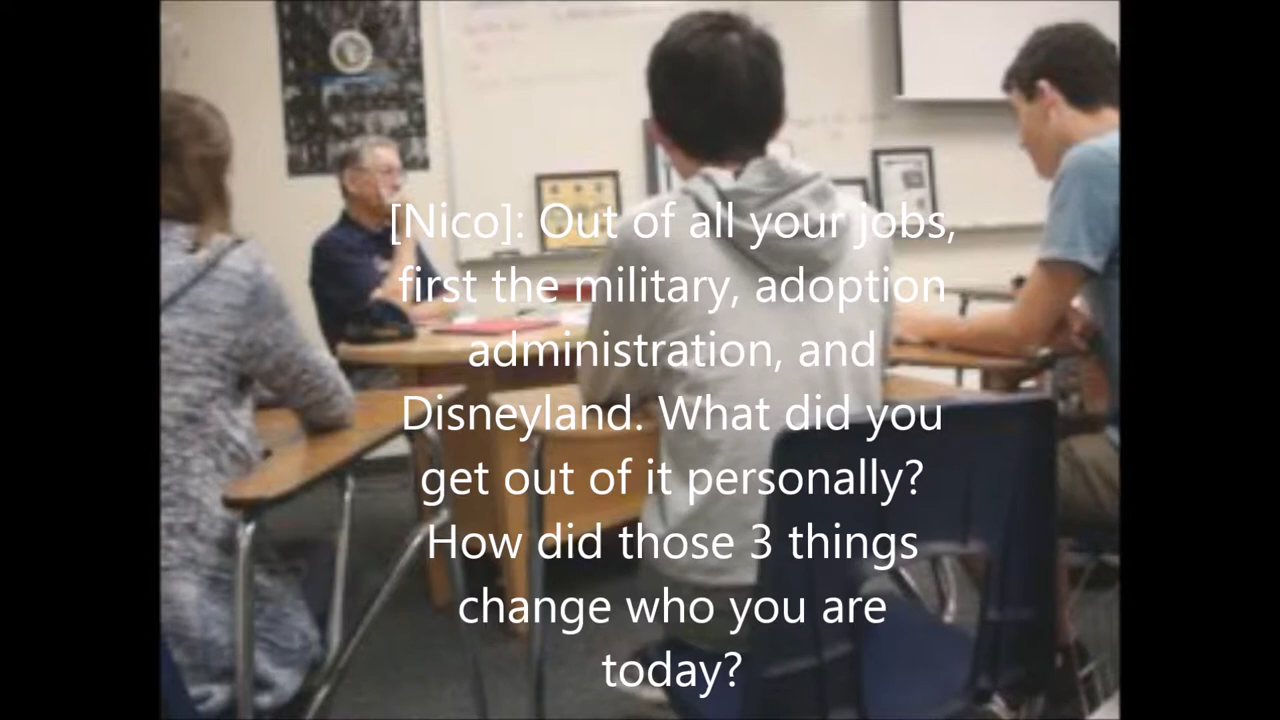 [Nico]: Out of all your jobs,
first the military, adoption
administration, and
Disneyland. What did you
get out of it personally?
How did those 3 things
change who you are
today?